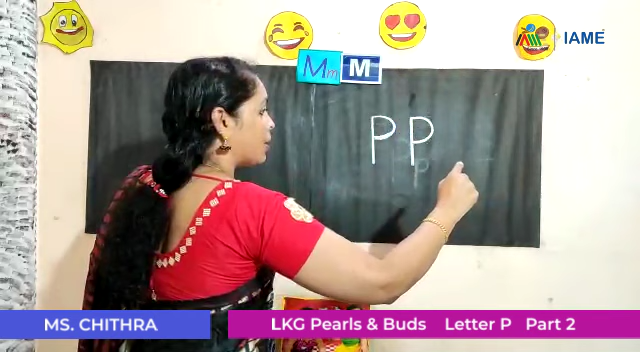 IAME
Mm M
P P
MS. CHITHRA
LKG Pearls & Buds Letter P Part 2